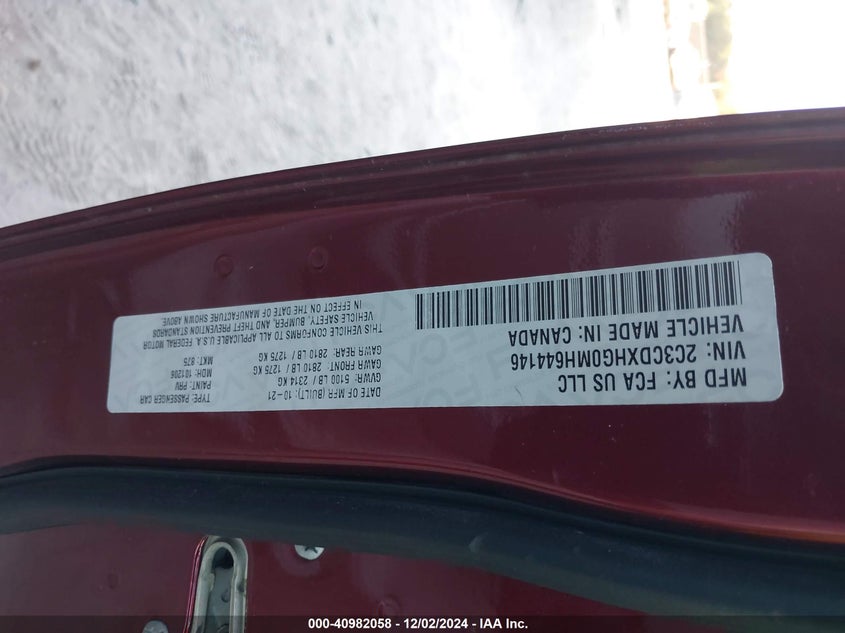 MFD BY: FCA US LLC
VIN: 2C3CDXHG0MH644146
VEHICLE MADE IN: CANADA
DATE OF MFR (BUILT): 10-21
GVWR: 5100 LB / 2314 KG
GAWR FRONT: 2810 LB / 1275 KG
GAWR REAR: 2810 LB / 1275 KG
THIS VEHICLE CONFORMS TO ALL APPLICABLE U.S.A. FEDERAL MOTOR
VEHICLE SAFETY, BUMPER, AND THEFT PREVENTION STANDARDS
IN EFFECT ON THE DATE OF MANUFACTURE SHOWN ABOVE.
TYPE: PASSENGER CAR
PAINT: PRV
MDH: 101206
MKT: 875
000-40982058 - 12/02/2024 - IAA Inc.